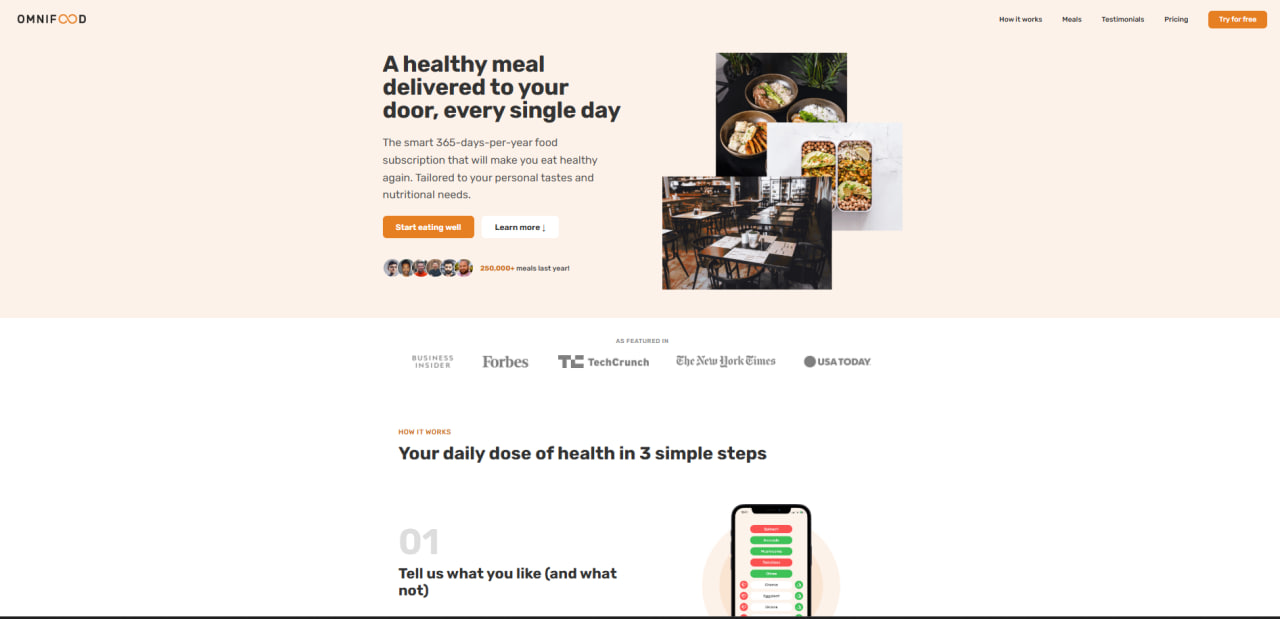 OMNIFOOD
How it works Meals Testimonials Pricing Try for free
A healthy meal
delivered to your
door, every single day
The smart 365-days-per-year food
subscription that will make you eat healthy
again. Tailored to your personal tastes and
nutritional needs.
Start eating well Learn more ↓
250,000+ meals last year!
AS FEATURED IN
BUSINESS
INSIDER
Forbes
TC TechCrunch
The New York Times
USA TODAY
HOW IT WORKS
Your daily dose of health in 3 simple steps
01
Tell us what you like (and what
not)
Avocado
Mushrooms